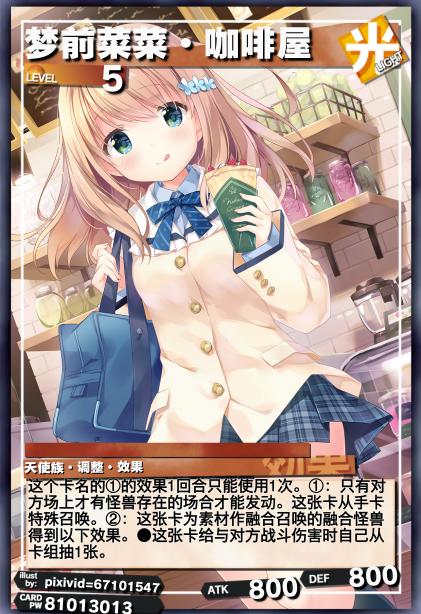 梦前菜菜·咖啡屋
光
LIGHT
LEVEL 5
天使族·调整·效果
效果
这个卡名的①的效果1回合只能使用1次。①：只有对
方场上才有怪兽存在的场合才能发动。这张卡从手卡
特殊召唤。②：这张卡为素材作融合召唤的融合怪兽
得到以下效果。●这张卡给与对方战斗伤害时自己从
卡组抽1张。
illust by: pixivid=67101547
CARD PW 81013013
ATK 800 DEF 800